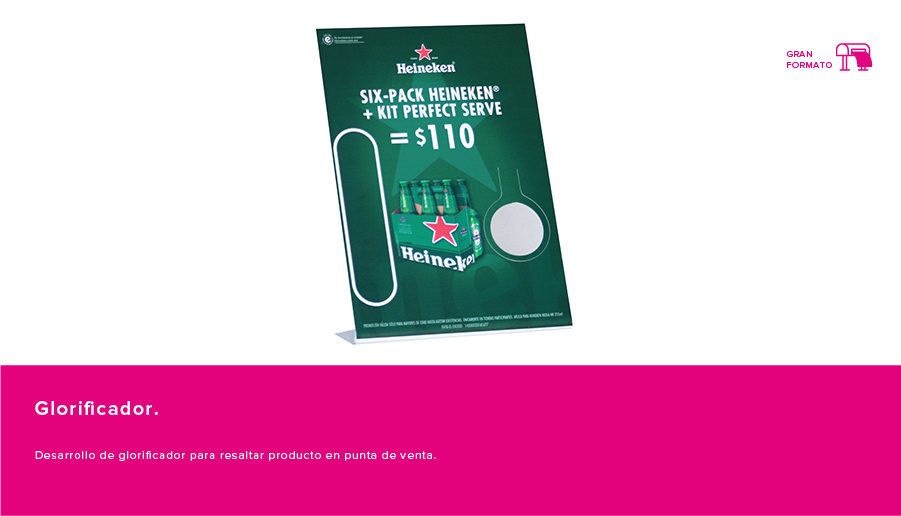 GRAN
FORMATO
Heineken
SIX-PACK HEINEKEN®
+ KIT PERFECT SERVE
= $110
Heineken
Glorificador.
Desarrollo de glorificador para resaltar producto en punta de venta.